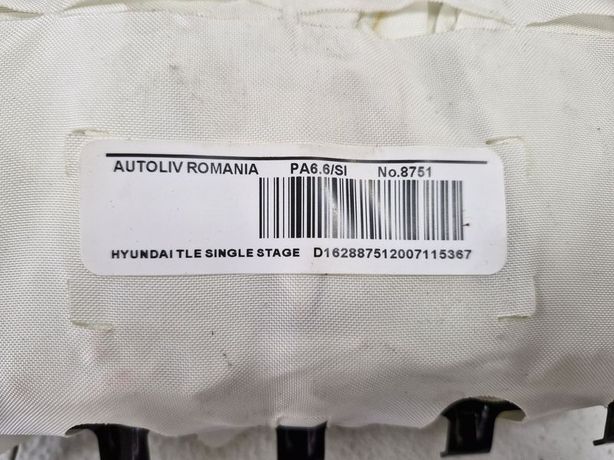 AUTOLIV ROMANIA PA6.6/SI No.8751
HYUNDAI TLE SINGLE STAGE D162887512007115367